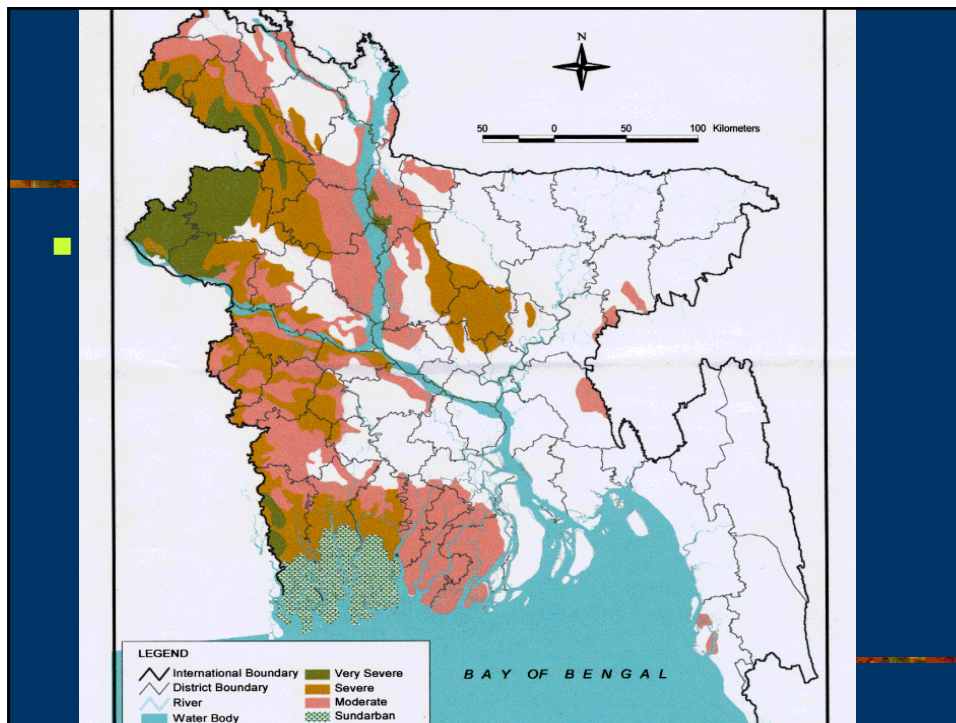 N
50 0 50 100 Kilometers
BAY OF BENGAL
LEGEND
International Boundary
District Boundary
River
Water Body
Very Severe
Severe
Moderate
Sundarban